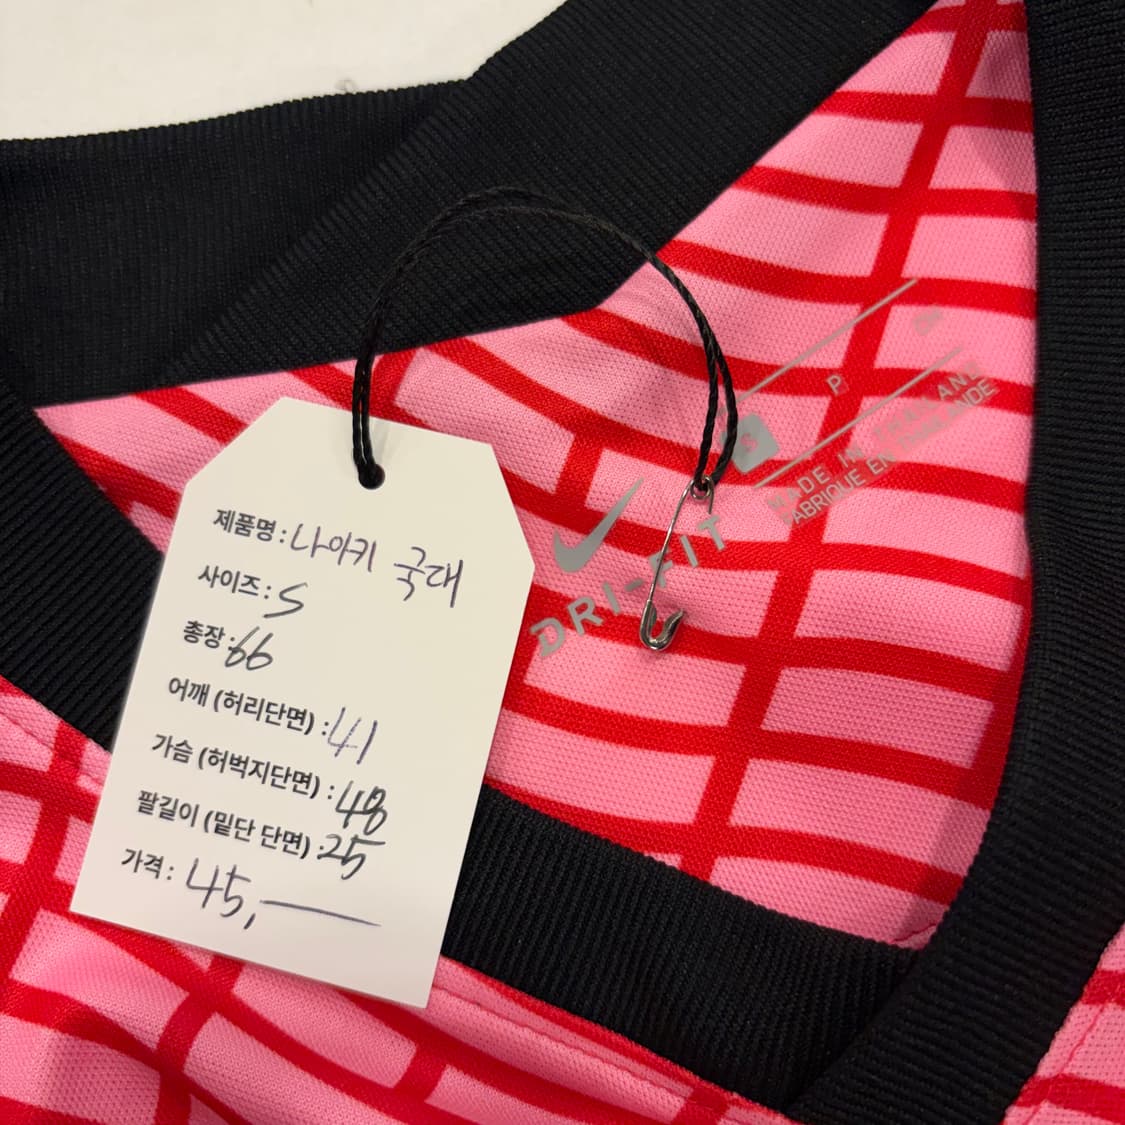 제품명 : 나이키 국대
사이즈 : S
총장 : 66
어깨 (허리단면) : 41
가슴 (허벅지단면) : 48
팔길이 (밑단 단면) : 25
가격 : 45,—
DRI-FIT
S
P
MADE IN THAILAND
FABRIQUÉ EN THAÏLANDE